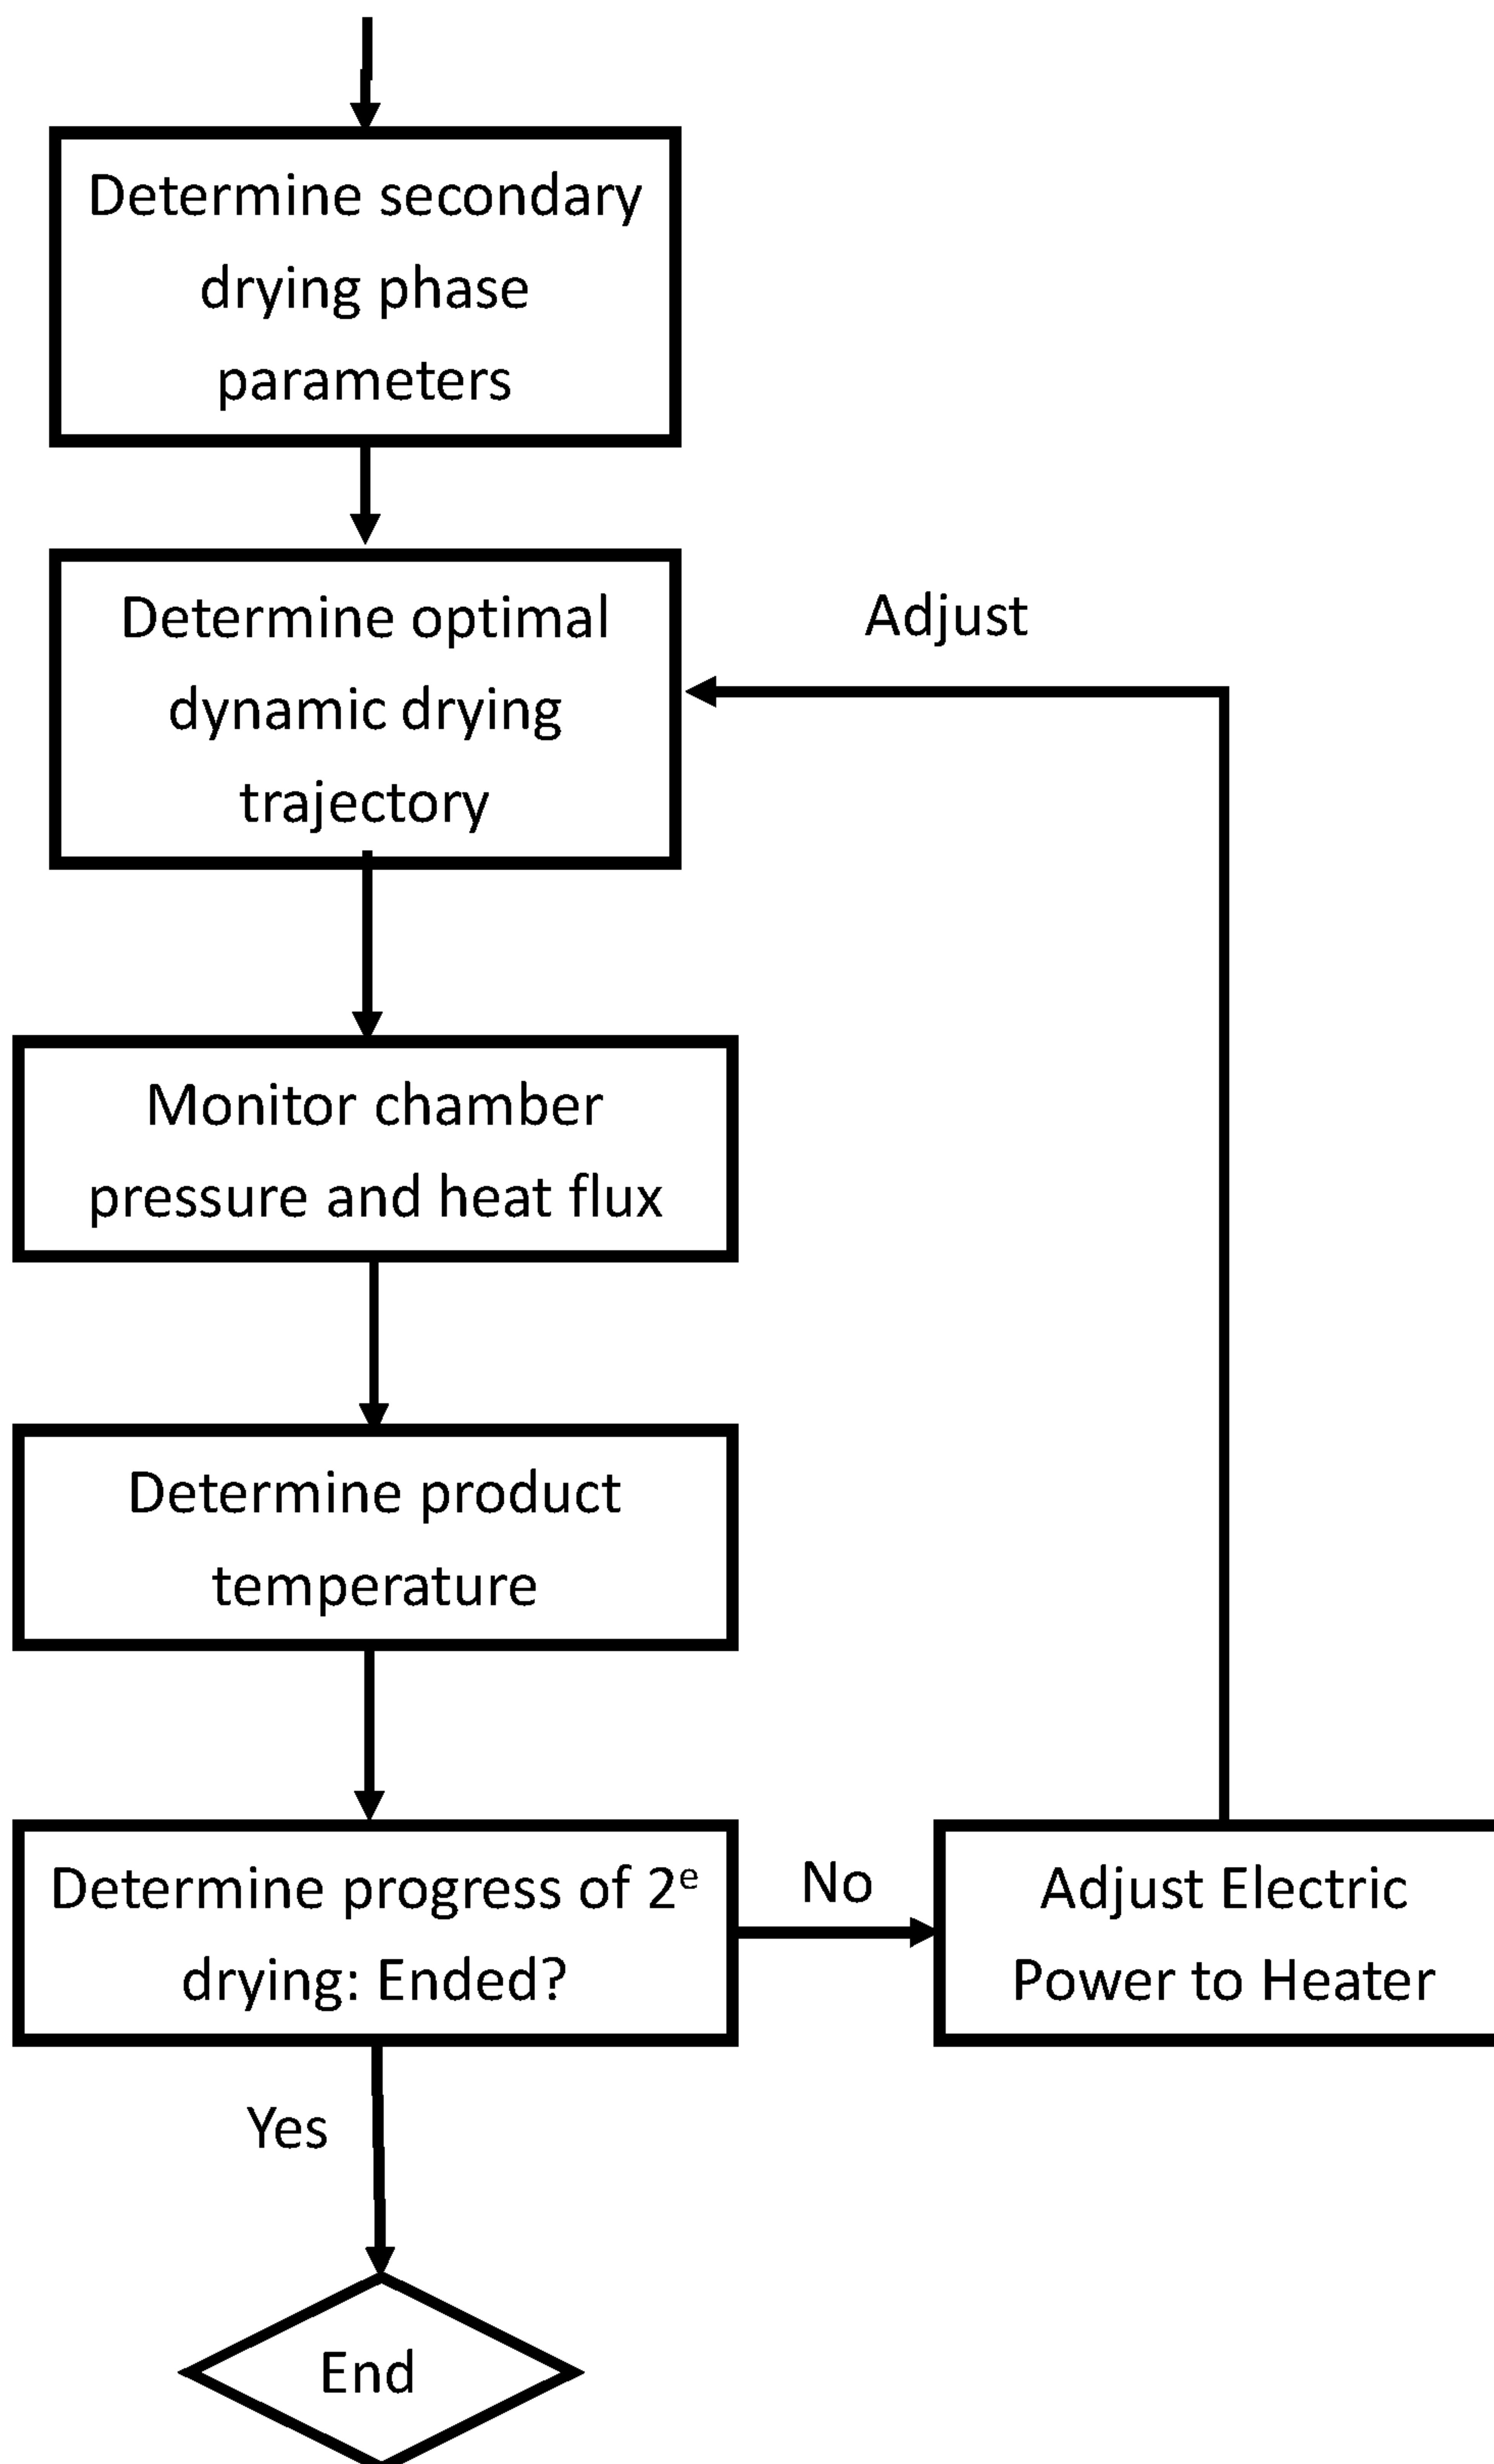 Determine secondary
drying phase
parameters
Determine optimal
dynamic drying
trajectory
Adjust
Monitor chamber
pressure and heat flux
Determine product
temperature
Determine progress of 2ᵉ
drying: Ended?
No
Adjust Electric
Power to Heater
Yes
End